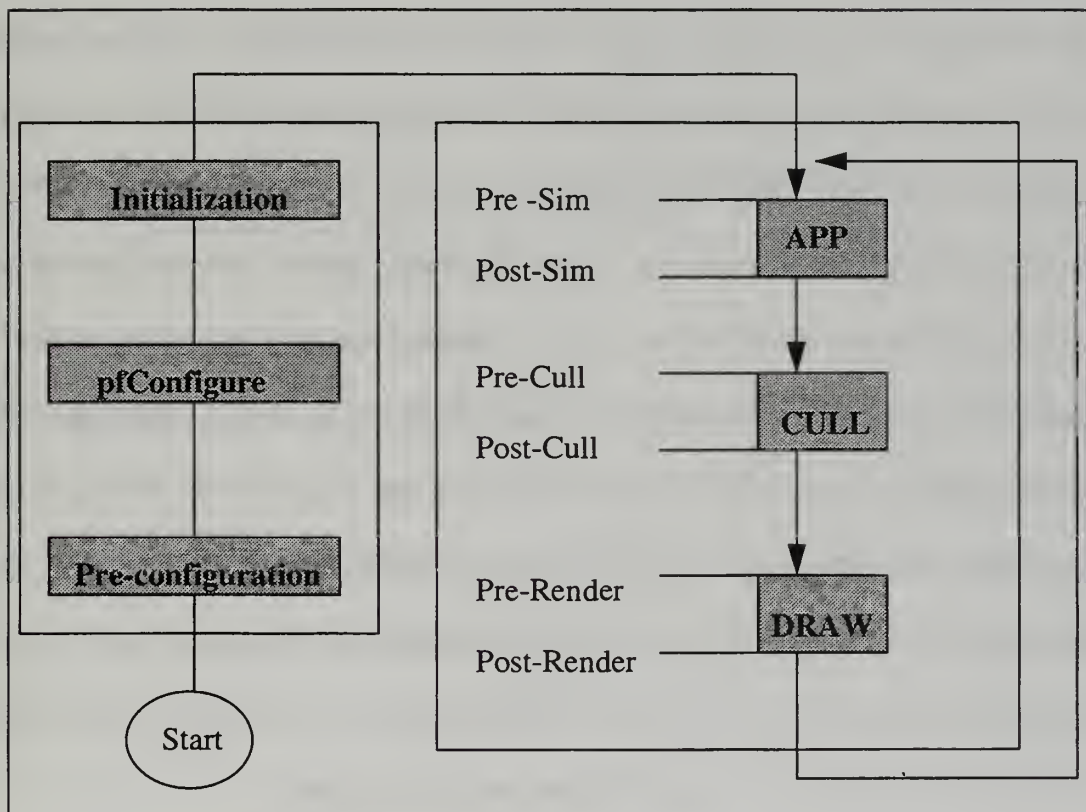 Initialization
pfConfigure
Pre-configuration
Start
Pre -Sim
APP
Post-Sim
Pre-Cull
CULL
Post-Cull
Pre-Render
DRAW
Post-Render